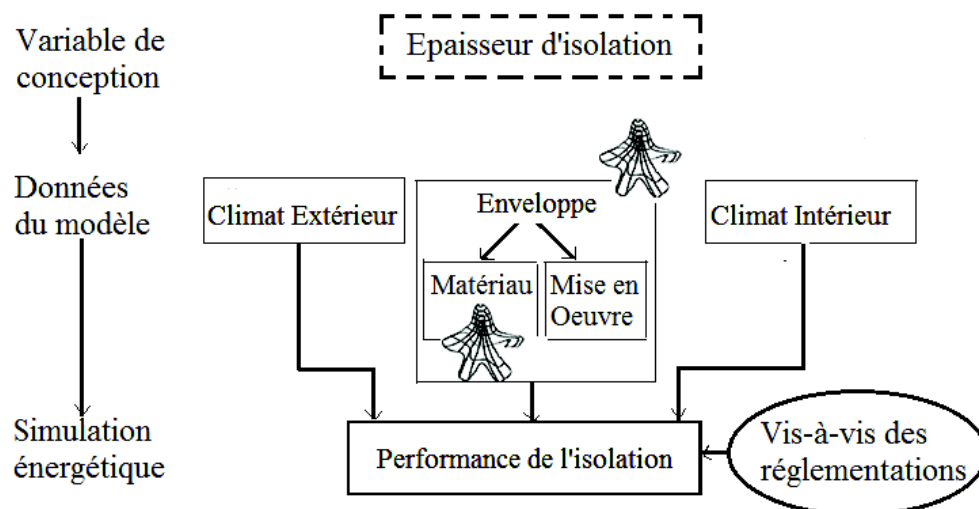 Variable de
conception
Epaisseur d'isolation
Données
du modèle
Climat Extérieur
Enveloppe
Matériau
Mise en
Oeuvre
Climat Intérieur
Simulation
énergétique
Performance de l'isolation
Vis-à-vis des
réglementations